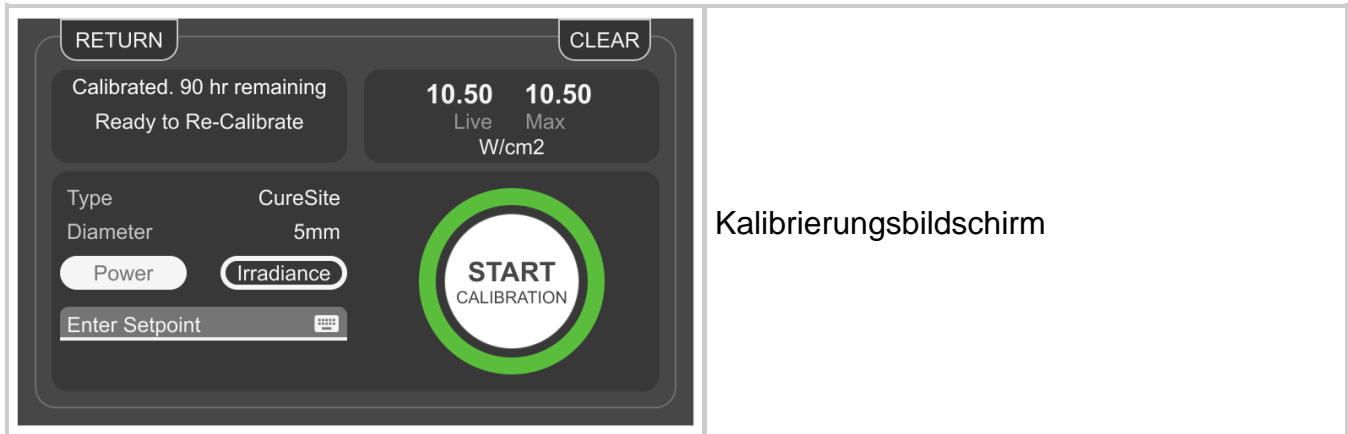 RETURN
CLEAR
Calibrated. 90 hr remaining
Ready to Re-Calibrate
10.50 10.50
Live Max
W/cm2
Type CureSite
Diameter 5mm
Power Irradiance
Enter Setpoint
START
CALIBRATION
Kalibrierungsbildschirm